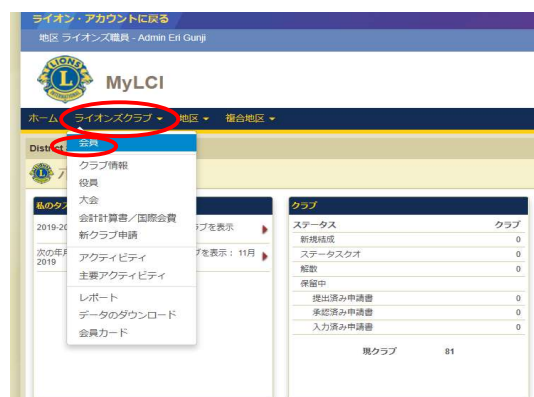 ライオン・アカウントに戻る
地区 ライオンズ職員 - Admin Eri Gunji
LIONS
L
INTERNATIONAL
MyLCI
ホーム ライオンズクラブ 地区 複合地区
District
会員
クラブ情報
役員
大会
会計計算書/国際会費
新クラブ申請
アクティビティ
主要アクティビティ
レポート
データのダウンロード
会員カード
ア
私のタス
2019-20 ラブを表示
次の年月 ブを表示: 11月
2019
クラブ
ステータス クラブ
新規結成 0
ステータスクオ 0
解散 0
保留中
提出済み申請書 0
承認済み申請書 0
入力済み申請書 0
現クラブ 81